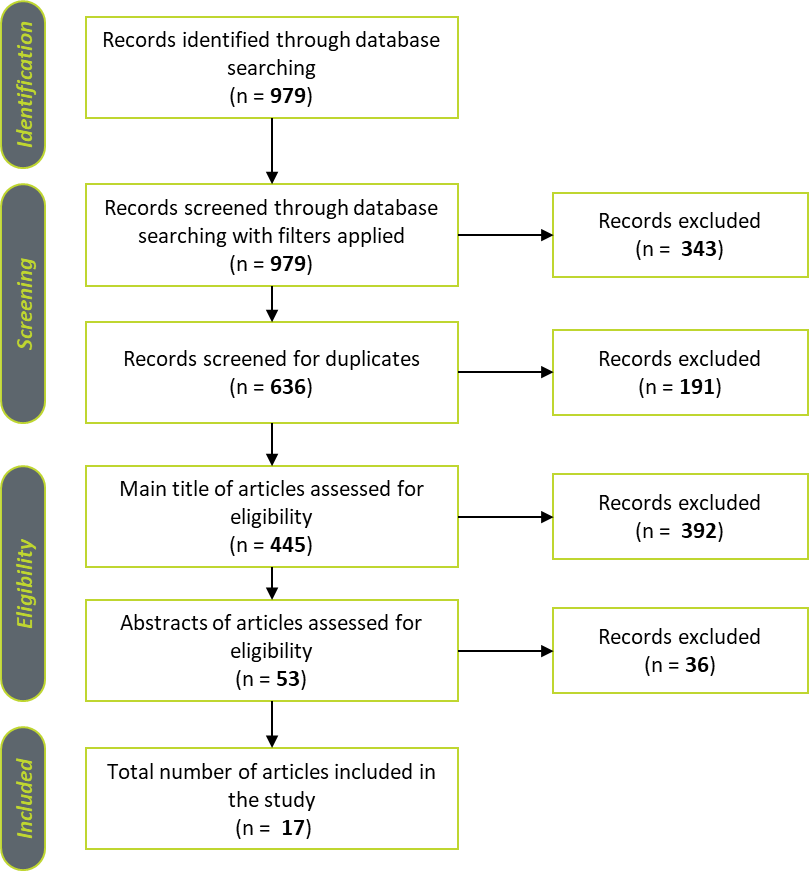 Identification
Records identified through database
searching
(n = 979)
Screening
Records screened through database
searching with filters applied
(n = 979)
Records excluded
(n =  343)
Records screened for duplicates
(n = 636)
Records excluded
(n = 191)
Eligibility
Main title of articles assessed for
eligibility
(n = 445)
Records excluded
(n =  392)
Abstracts of articles assessed for
eligibility
(n = 53)
Records excluded
(n = 36)
Included
Total number of articles included in
the study
(n =  17)